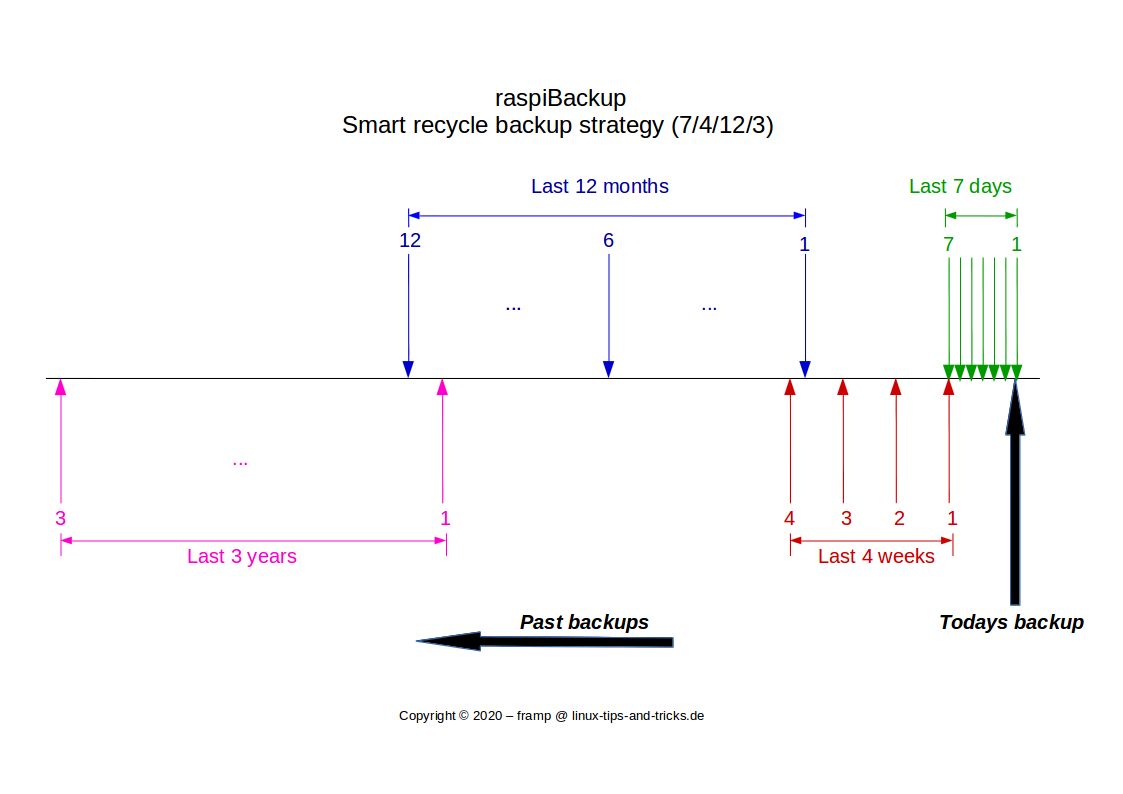 raspiBackup
Smart recycle backup strategy (7/4/12/3)
Last 12 months
Last 7 days
12
6
1
7
1
...
...
...
3
1
4
3
2
1
Last 3 years
Last 4 weeks
Past backups
Todays backup
Copyright © 2020 – framp @ linux-tips-and-tricks.de